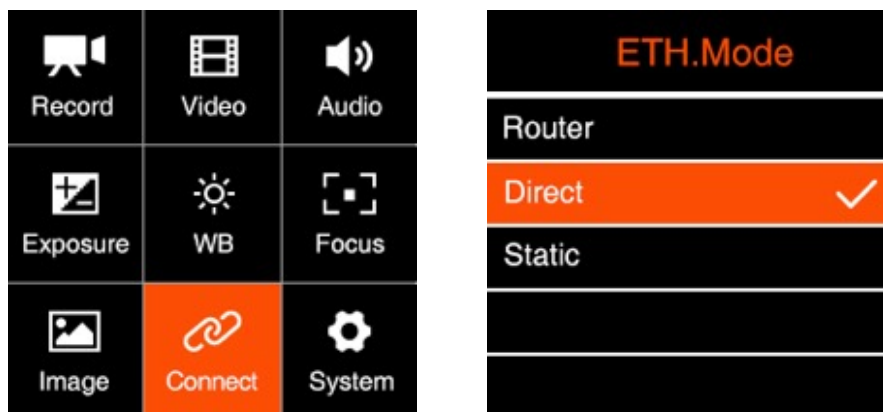 Record Video Audio
Exposure WB Focus
Image Connect System
ETH.Mode
Router
Direct
Static